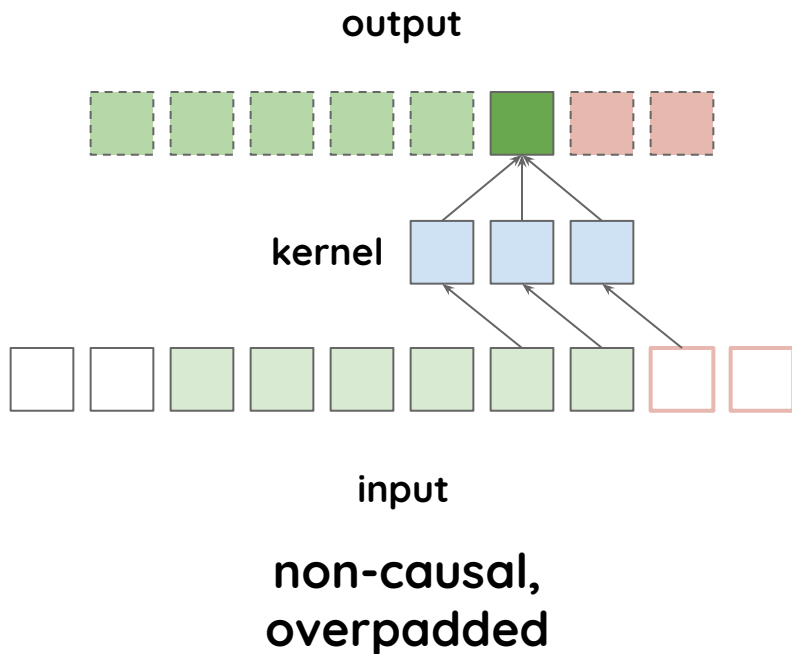 output
kernel
input
non-causal,
overpadded